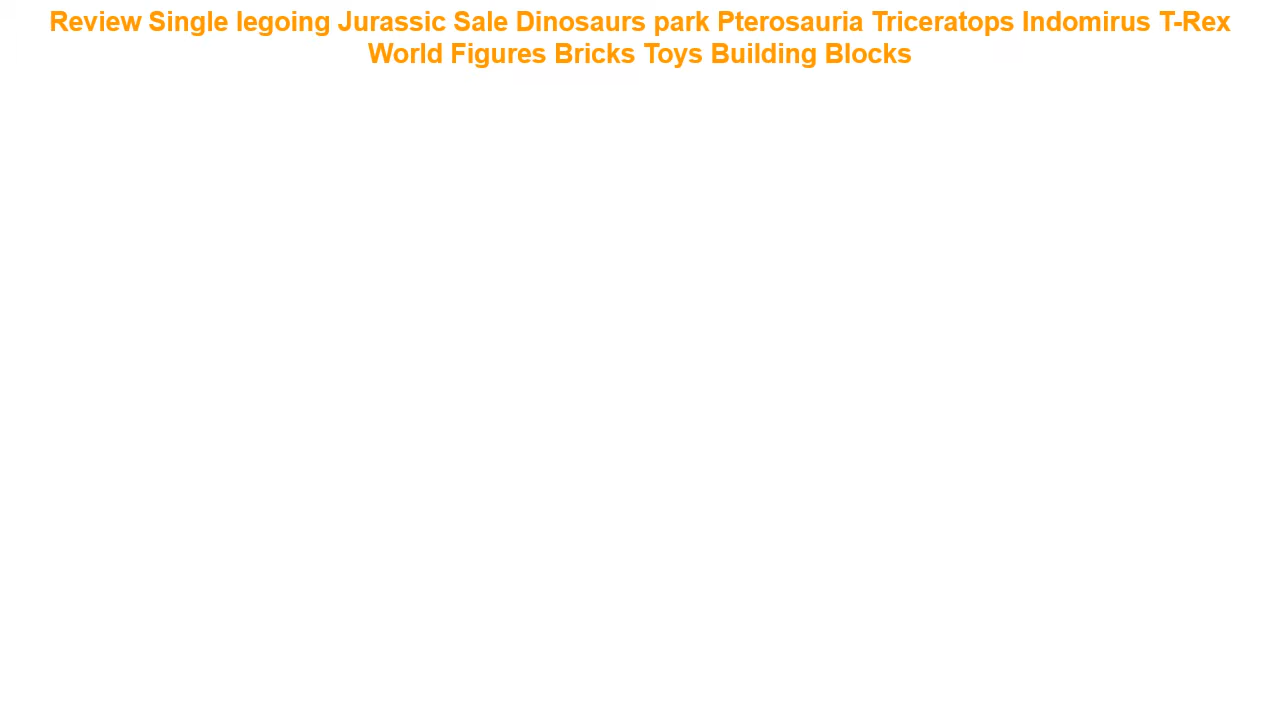 Review Single legoing Jurassic Sale Dinosaurs park Pterosauria Triceratops Indomirus T-Rex
World Figures Bricks Toys Building Blocks